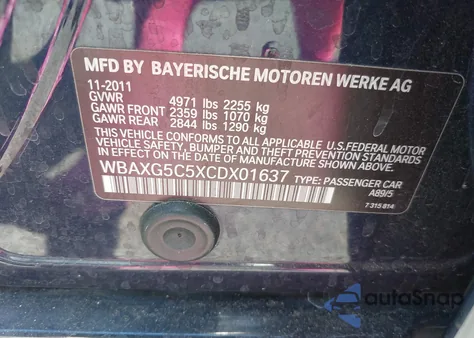 MFD BY BAYERISCHE MOTOREN WERKE AG
11-2011
GVWR 4971 lbs 2255 kg
GAWR FRONT 2359 lbs 1070 kg
GAWR REAR 2844 lbs 1290 kg
THIS VEHICLE CONFORMS TO ALL APPLICABLE U.S.FEDERAL MOTOR
VEHICLE SAFETY, BUMPER, AND THEFT PREVENTION STANDARDS
IN EFFECT ON THE DATE OF MANUFACTURE SHOWN ABOVE.
WBAXG5C5XCDX01637 TYPE: PASSENGER CAR
A89/5
7 315 814
autoSnap